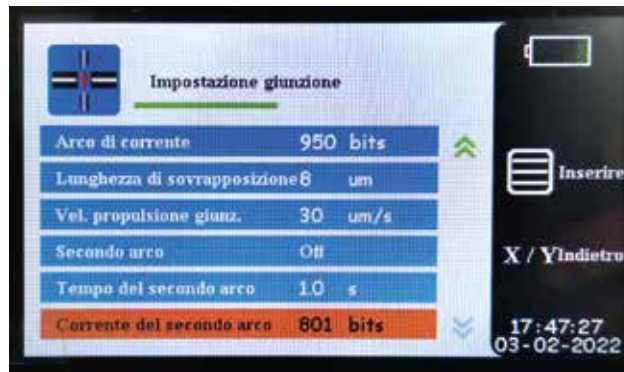 Impostazione giunzione
Arco di corrente 950 bits
Lunghezza di sovrapposizione 8 um
Vel. propulsione giunz. 30 um/s
Secondo arco Off
Tempo del secondo arco 1.0 s
Corrente del secondo arco 801 bits
Inserire
X / Y Indietro
17:47:27
03-02-2022